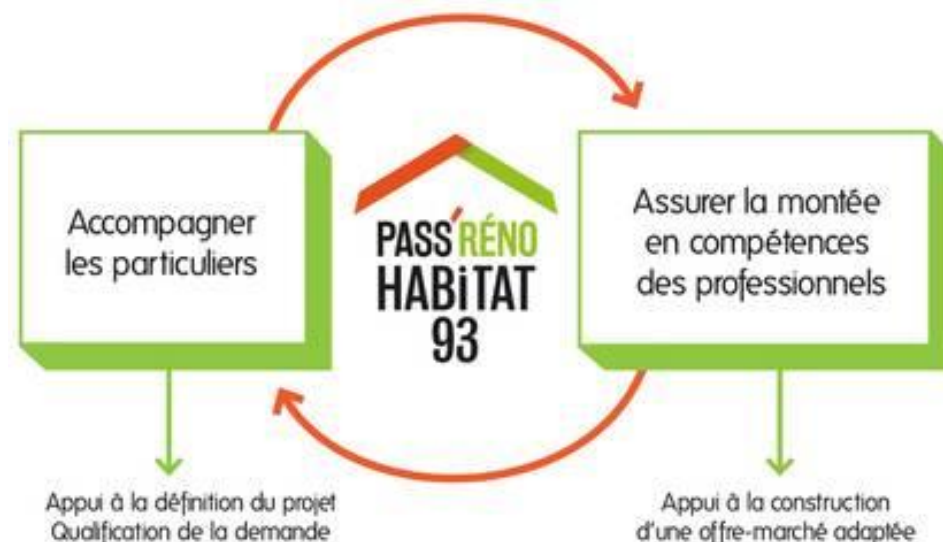 Accompagner
les particuliers
PASS'RÉNO
HABiTAT
93
Assurer la montée
en compétences
des professionnels
Appui à la définition du projet
Qualification de la demande
Appui à la construction
d'une offre-marché adaptée